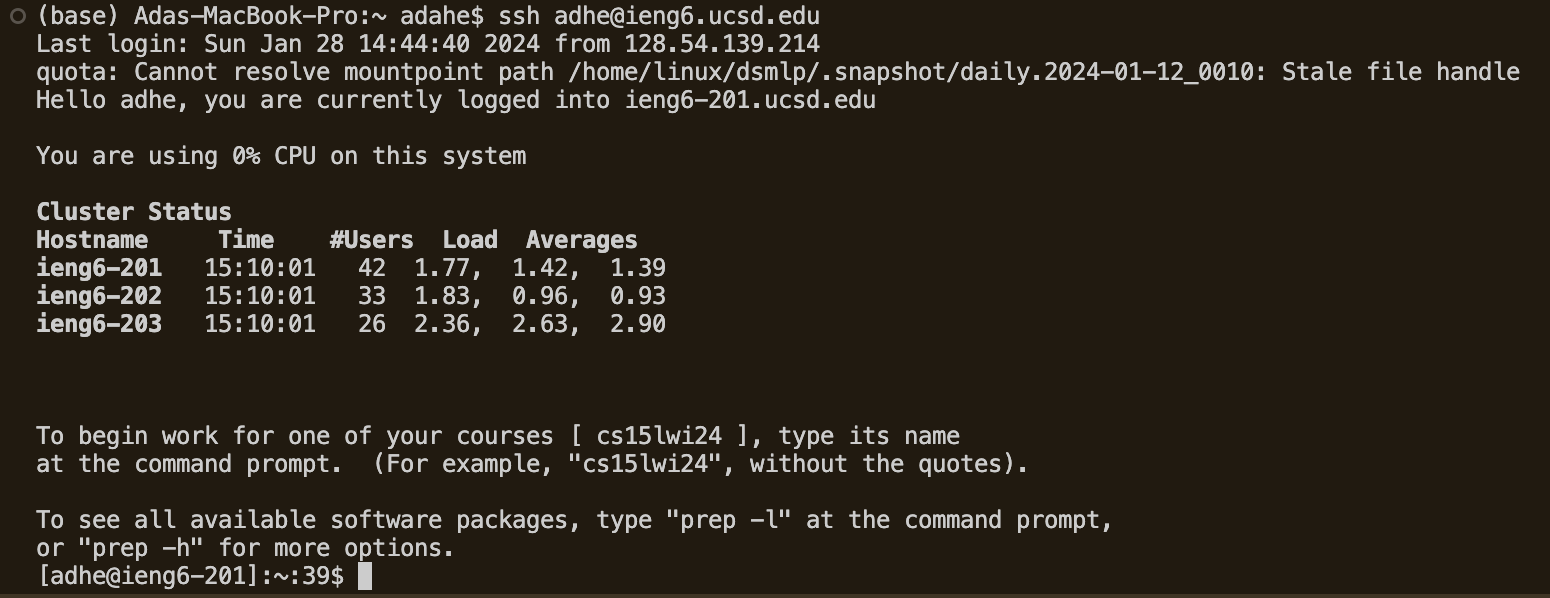 (base) Adas-MacBook-Pro:~ adahe$ ssh adhe@ieng6.ucsd.edu
Last login: Sun Jan 28 14:44:40 2024 from 128.54.139.214
quota: Cannot resolve mountpoint path /home/linux/dsmlp/.snapshot/daily.2024-01-12_0010: Stale file handle
Hello adhe, you are currently logged into ieng6-201.ucsd.edu
You are using 0% CPU on this system
Cluster Status
Hostname     Time    #Users  Load  Averages
ieng6-201   15:10:01   42  1.77,  1.42,  1.39
ieng6-202   15:10:01   33  1.83,  0.96,  0.93
ieng6-203   15:10:01   26  2.36,  2.63,  2.90
To begin work for one of your courses [ cs15lwi24 ], type its name
at the command prompt.  (For example, "cs15lwi24", without the quotes).
To see all available software packages, type "prep -l" at the command prompt,
or "prep -h" for more options.
[adhe@ieng6-201]:~:39$